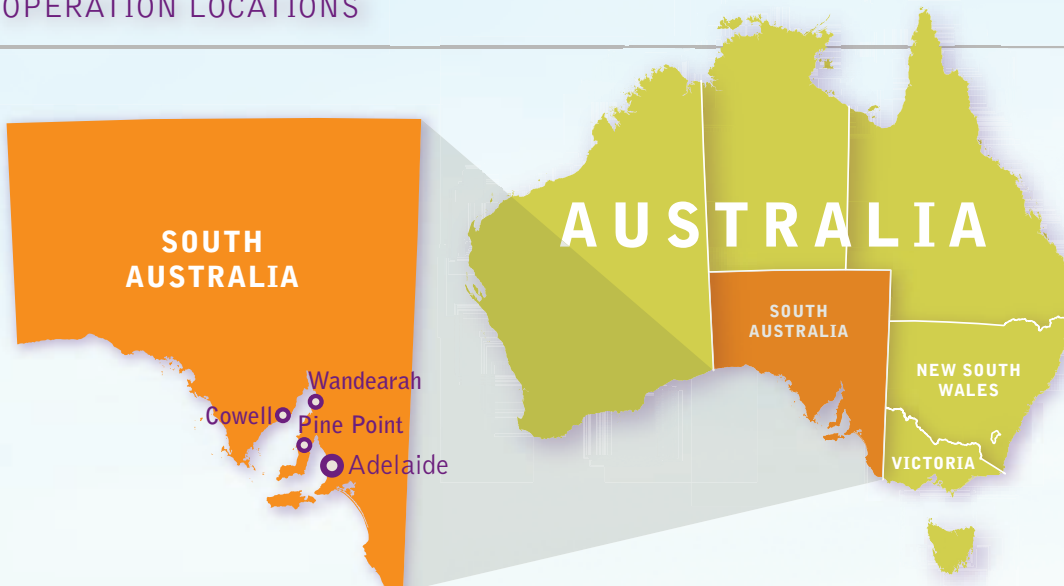 OPERATION LOCATIONS
SOUTH
AUSTRALIA
Wandearah
Cowell
Pine Point
Adelaide
AUSTRALIA
SOUTH
AUSTRALIA
NEW SOUTH
WALES
VICTORIA